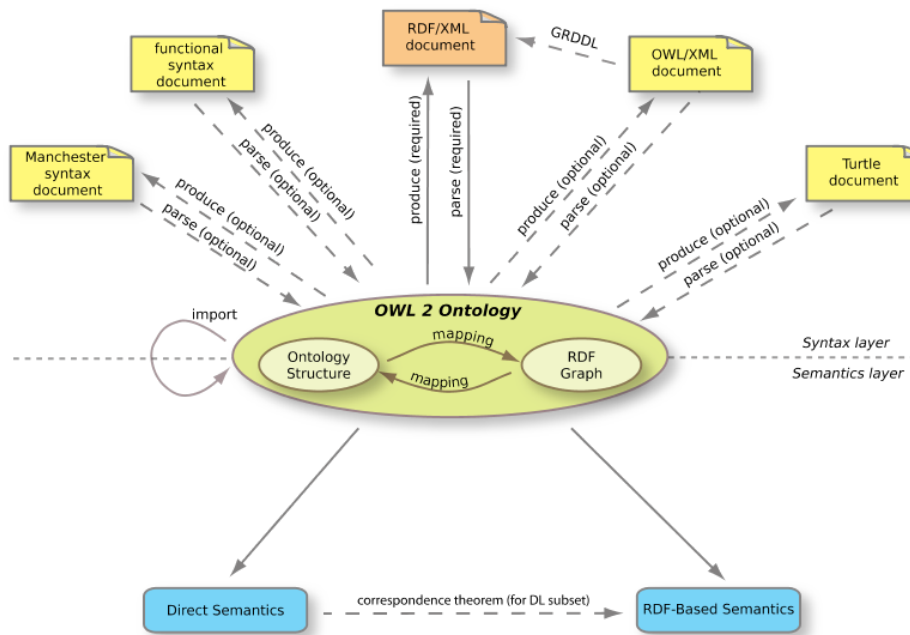 RDF/XML
document
GRDDL
functional
syntax
document
OWL/XML
document
Manchester
syntax
document
Turtle
document
produce (optional)
parse (optional)
produce (optional)
parse (optional)
produce (required)
parse (required)
produce (optional)
parse (optional)
produce (optional)
parse (optional)
import
OWL 2 Ontology
mapping
Ontology
Structure
RDF
Graph
mapping
Syntax layer
Semantics layer
Direct Semantics
correspondence theorem (for DL subset)
RDF-Based Semantics